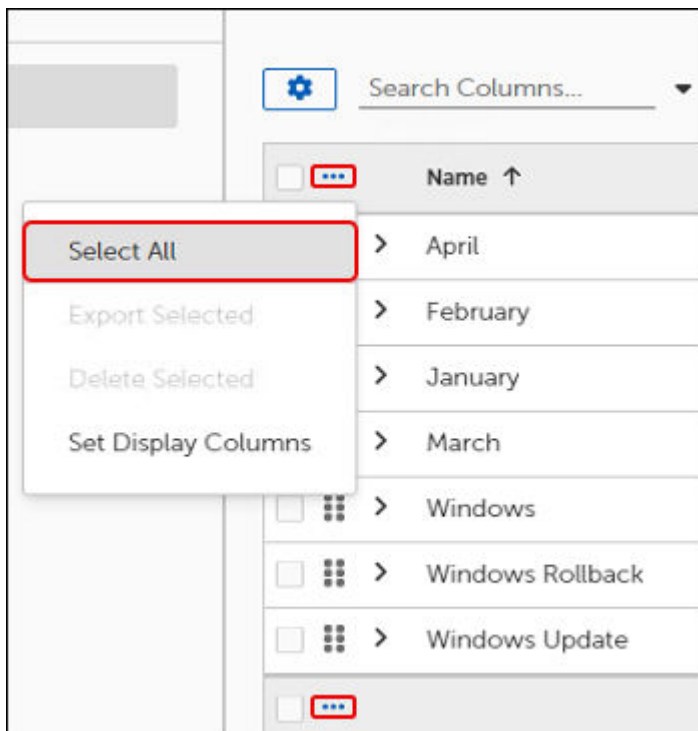 Search Columns...
Name ↑
Select All
April
Export Selected
February
Delete Selected
January
Set Display Columns
March
Windows
Windows Rollback
Windows Update